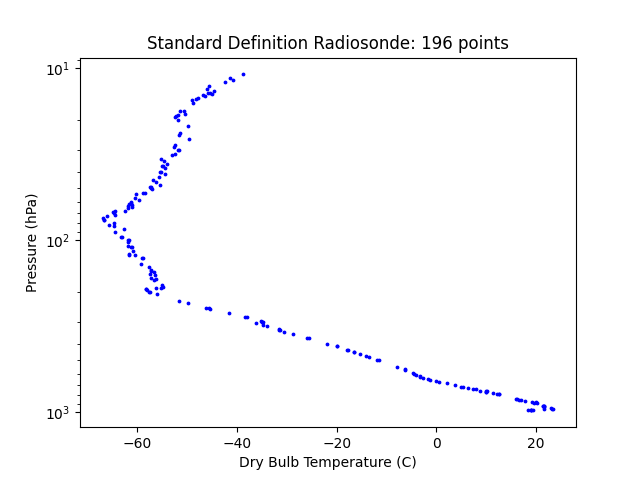 Standard Definition Radiosonde: 196 points
10¹
10²
10³
Pressure (hPa)
−60
−40
−20
0
20
Dry Bulb Temperature (C)